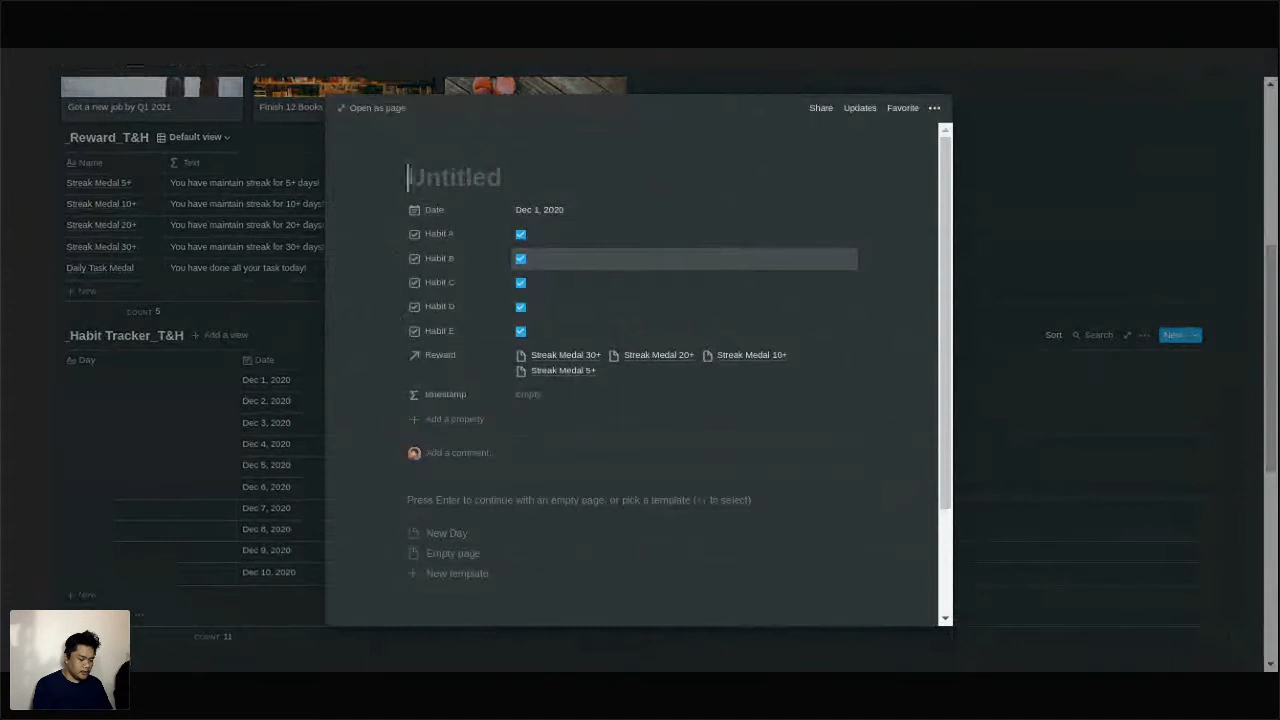 Got a new job by Q1 2021
Finish 12 Books
Open as page
Share Updates Favorite •••
_Reward_T&H Default view
Name Text
Streak Medal 5+ You have maintain streak for 5+ days!
Streak Medal 10+ You have maintain streak for 10+ days!
Streak Medal 20+ You have maintain streak for 20+ days!
Streak Medal 30+ You have maintain streak for 30+ days!
Daily Task Medal You have done all your task today!
+ New
COUNT 5
_Habit Tracker_T&H + Add a view
Sort Search ••• New
Day Date
Dec 1, 2020
Dec 2, 2020
Dec 3, 2020
Dec 4, 2020
Dec 5, 2020
Dec 6, 2020
Dec 7, 2020
Dec 8, 2020
Dec 9, 2020
Dec 10, 2020
+ New
COUNT 11
Untitled
Date Dec 1, 2020
Habit A
Habit B
Habit C
Habit D
Habit E
Reward Streak Medal 30+ Streak Medal 20+ Streak Medal 10+
Streak Medal 5+
timestamp Empty
+ Add a property
Add a comment...
Press Enter to continue with an empty page, or pick a template (↑↓ to select)
New Day
Empty page
+ New template